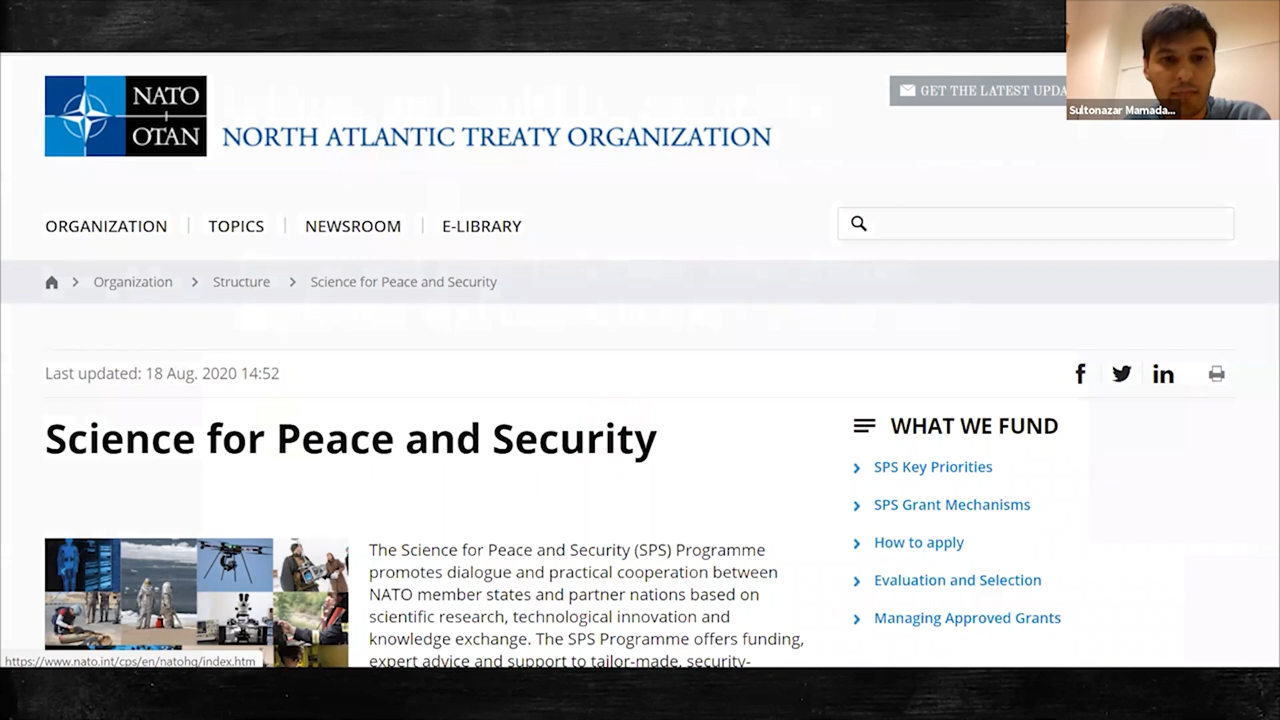 NATO
OTAN
NORTH ATLANTIC TREATY ORGANIZATION
GET THE LATEST UPDA
Sultonazar Mamada...
ORGANIZATION
TOPICS
NEWSROOM
E-LIBRARY
Organization
Structure
Science for Peace and Security
Last updated: 18 Aug. 2020 14:52
Science for Peace and Security
The Science for Peace and Security (SPS) Programme
promotes dialogue and practical cooperation between
NATO member states and partner nations based on
scientific research, technological innovation and
knowledge exchange. The SPS Programme offers funding,
expert advice and support to tailor-made, security-
WHAT WE FUND
SPS Key Priorities
SPS Grant Mechanisms
How to apply
Evaluation and Selection
Managing Approved Grants
https://www.nato.int/cps/en/natohq/index.htm